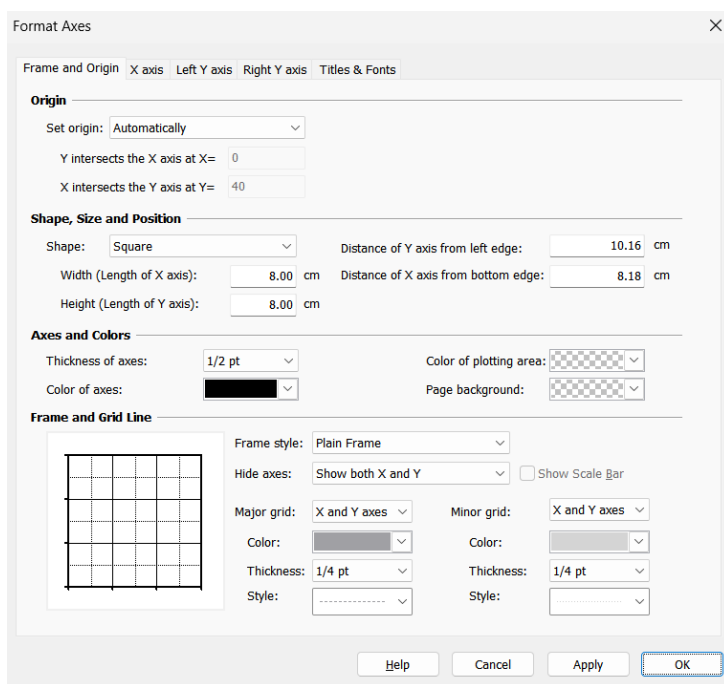 Format Axes
Frame and Origin X axis Left Y axis Right Y axis Titles & Fonts
Origin
Set origin: Automatically
Y intersects the X axis at X= 0
X intersects the Y axis at Y= 40
Shape, Size and Position
Shape: Square Distance of Y axis from left edge: 10.16 cm
Width (Length of X axis): 8.00 cm Distance of X axis from bottom edge: 8.18 cm
Height (Length of Y axis): 8.00 cm
Axes and Colors
Thickness of axes: 1/2 pt Color of plotting area:
Color of axes: Page background:
Frame and Grid Line
Frame style: Plain Frame
Hide axes: Show both X and Y Show Scale Bar
Major grid: X and Y axes Minor grid: X and Y axes
Color: Color:
Thickness: 1/4 pt Thickness: 1/4 pt
Style: Style:
Help Cancel Apply OK